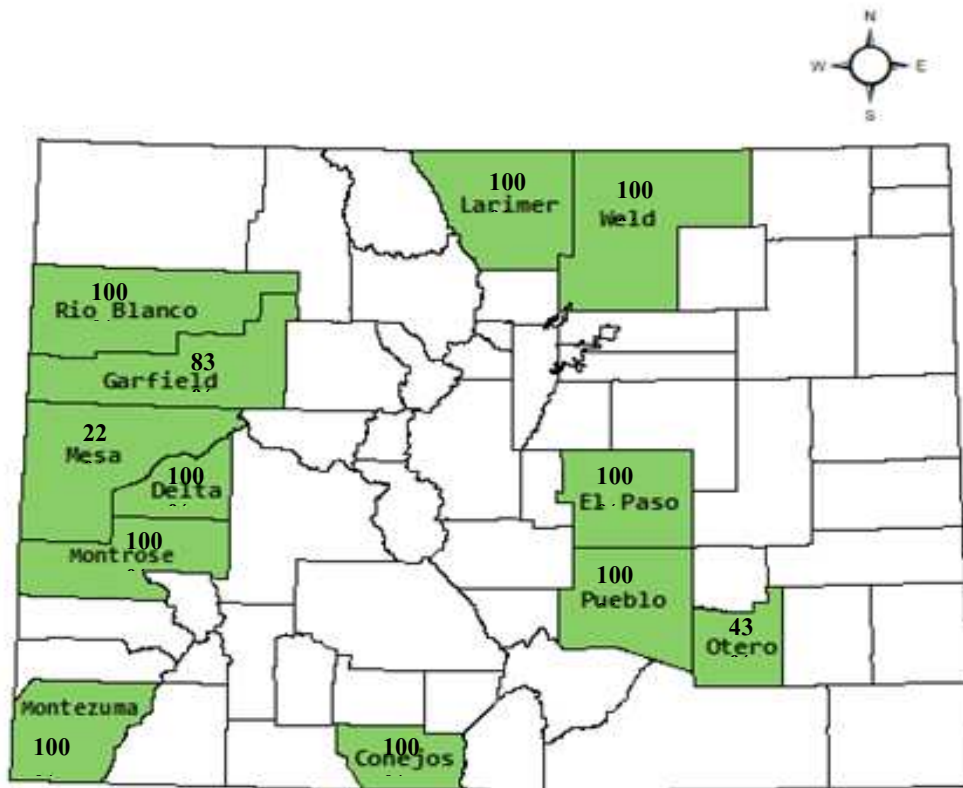 N
W E
S
100
Larimer
100
Weld
100
Rio Blanco
83
Garfield
22
Mesa
100
Delta
100
Montrose
100
El Paso
100
Pueblo
43
Otero
Montezuma
100
100
Conejos